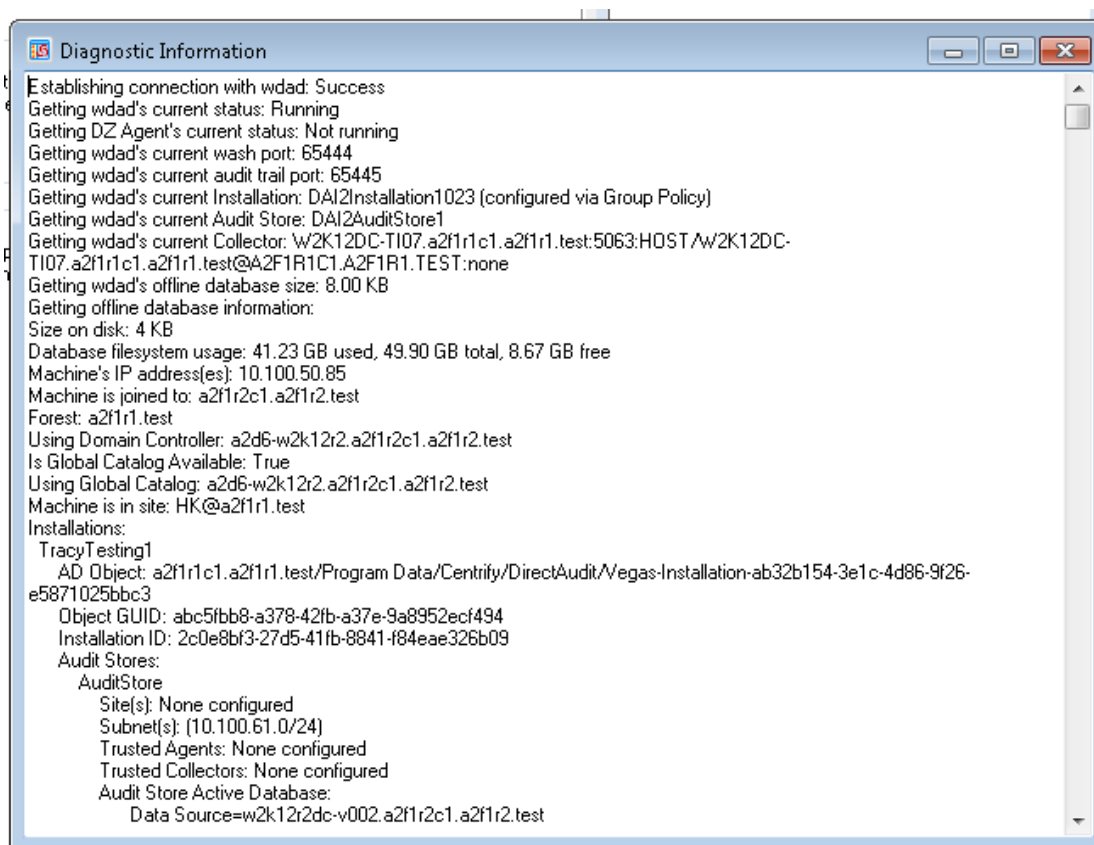 Diagnostic Information
Establishing connection with wdad: Success
Getting wdad's current status: Running
Getting DZ Agent's current status: Not running
Getting wdad's current wash port: 65444
Getting wdad's current audit trail port: 65445
Getting wdad's current Installation: DAI2Installation1023 (configured via Group Policy)
Getting wdad's current Audit Store: DAI2AuditStore1
Getting wdad's current Collector: W2K12DC-TI07.a2f1r1c1.a2f1r1.test:5063:HOST/W2K12DC-
TI07.a2f1r1c1.a2f1r1.test@A2F1R1C1.A2F1R1.TEST:none
Getting wdad's offline database size: 8.00 KB
Getting offline database information:
Size on disk: 4 KB
Database filesystem usage: 41.23 GB used, 49.90 GB total, 8.67 GB free
Machine's IP address(es): 10.100.50.85
Machine is joined to: a2f1r2c1.a2f1r2.test
Forest: a2f1r1.test
Using Domain Controller: a2d6-w2k12r2.a2f1r2c1.a2f1r2.test
Is Global Catalog Available: True
Using Global Catalog: a2d6-w2k12r2.a2f1r2c1.a2f1r2.test
Machine is in site: HK@a2f1r1.test
Installations:
TracyTesting1
AD Object: a2f1r1c1.a2f1r1.test/Program Data/Centrify/DirectAudit/Vegas-Installation-ab32b154-3e1c-4d86-9f26-
e5871025bbc3
Object GUID: abc5fbb8-a378-42fb-a37e-9a8952ecf494
Installation ID: 2c0e8bf3-27d5-41fb-8841-f84eae326b09
Audit Stores:
AuditStore
Site(s): None configured
Subnet(s): (10.100.61.0/24)
Trusted Agents: None configured
Trusted Collectors: None configured
Audit Store Active Database:
Data Source=w2k12r2dc-v002.a2f1r2c1.a2f1r2.test